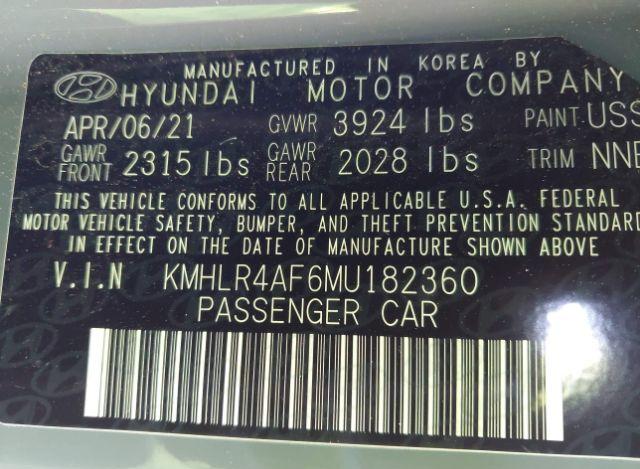 MANUFACTURED IN KOREA BY
HYUNDAI MOTOR COMPANY
APR/06/21 GVWR 3924 lbs PAINT USS
GAWR FRONT 2315 lbs GAWR REAR 2028 lbs TRIM NNB
THIS VEHICLE CONFORMS TO ALL APPLICABLE U.S.A. FEDERAL
MOTOR VEHICLE SAFETY, BUMPER, AND THEFT PREVENTION STANDARD
IN EFFECT ON THE DATE OF MANUFACTURE SHOWN ABOVE
V.I.N KMHLR4AF6MU182360
PASSENGER CAR